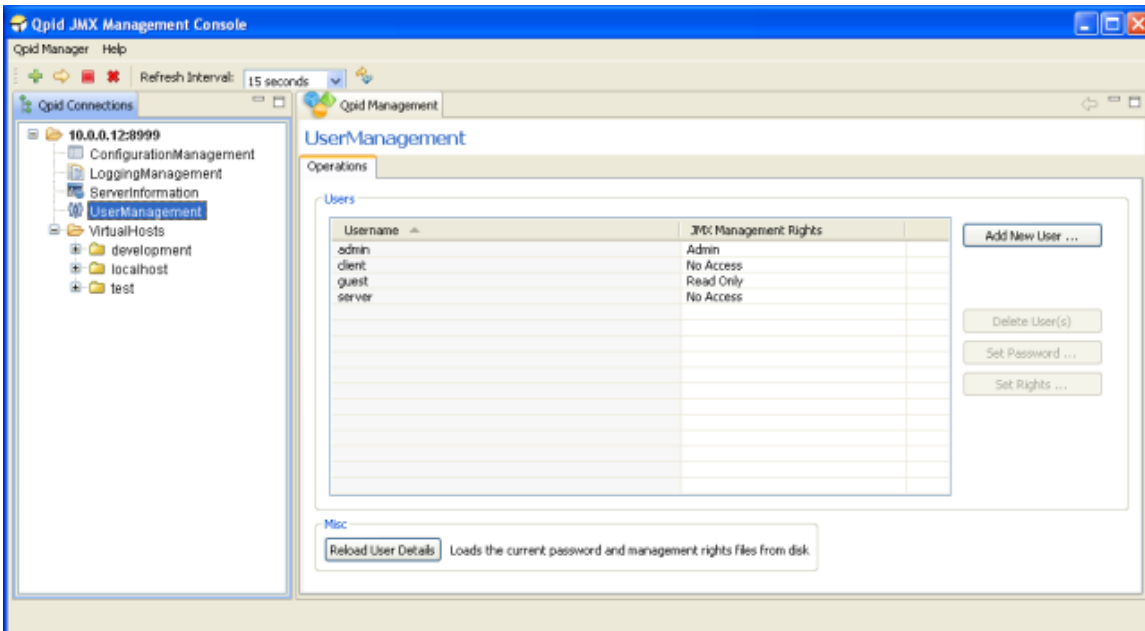 Qpid JMX Management Console
Qpid Manager Help
Refresh Interval: 15 seconds
Qpid Connections
10.0.0.12:8999
ConfigurationManagement
LoggingManagement
ServerInformation
UserManagement
VirtualHosts
development
localhost
test
Qpid Management
UserManagement
Operations
Users
Username JMX Management Rights
admin Admin
client No Access
guest Read Only
server No Access
Add New User ...
Delete User(s)
Set Password ...
Set Rights ...
Misc
Reload User Details Loads the current password and management rights files from disk